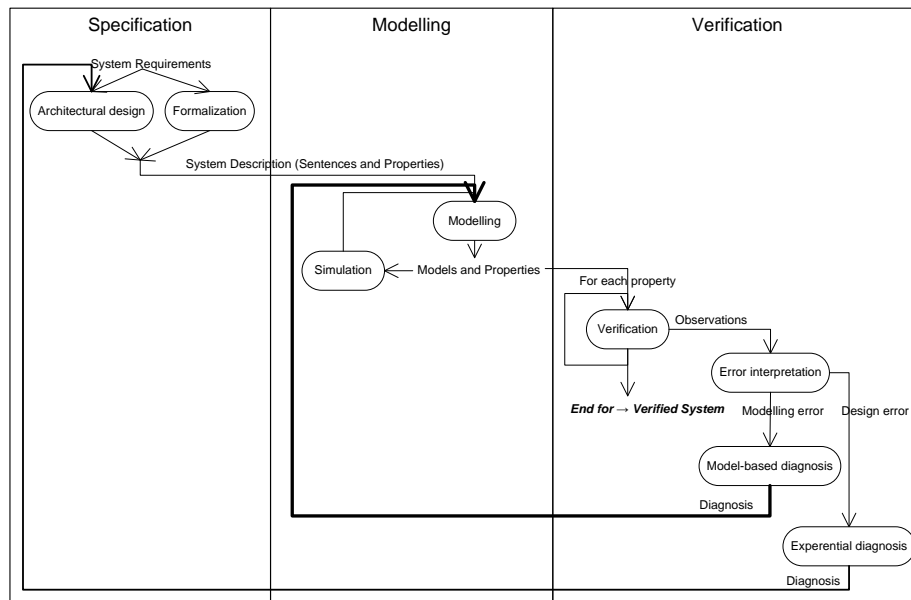 Specification
Modelling
Verification
System Requirements
Architectural design
Formalization
System Description (Sentences and Properties)
Modelling
Simulation
Models and Properties
For each property
Verification
Observations
Error interpretation
End for → Verified System
Modelling error
Design error
Model-based diagnosis
Diagnosis
Experential diagnosis
Diagnosis